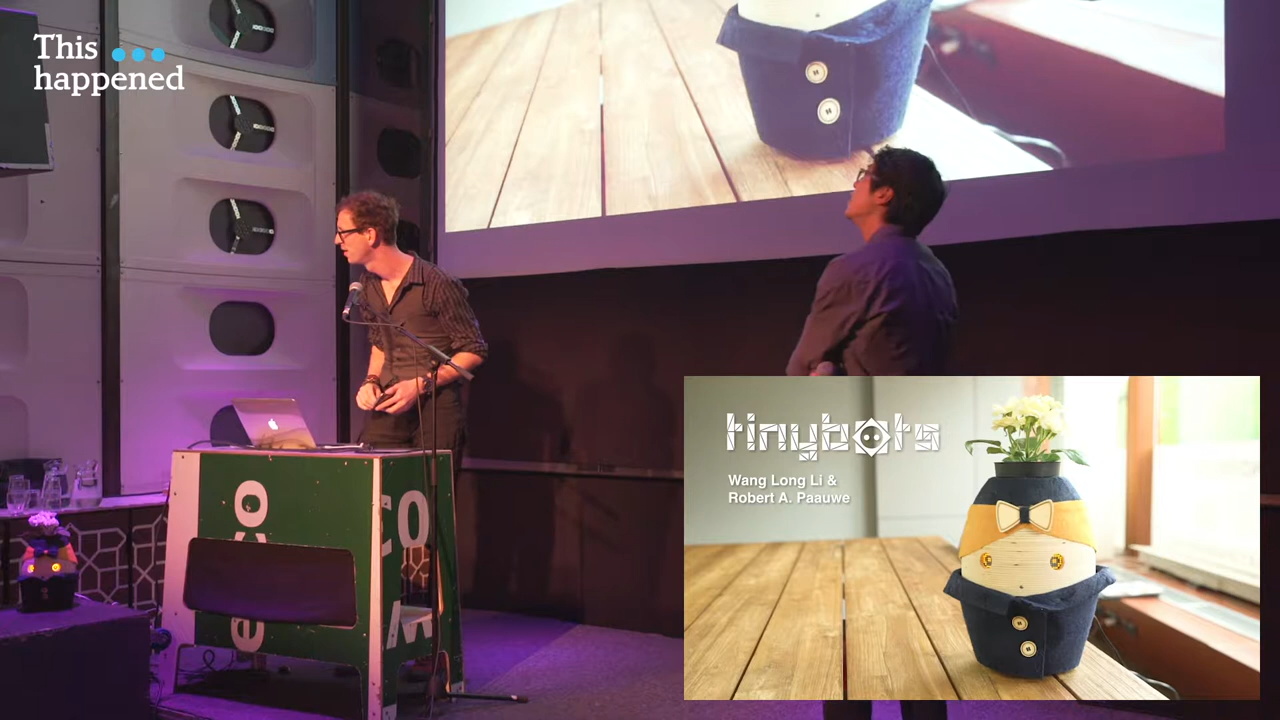 This
happened
tinybots
Wang Long Li &
Robert A. Paauwe